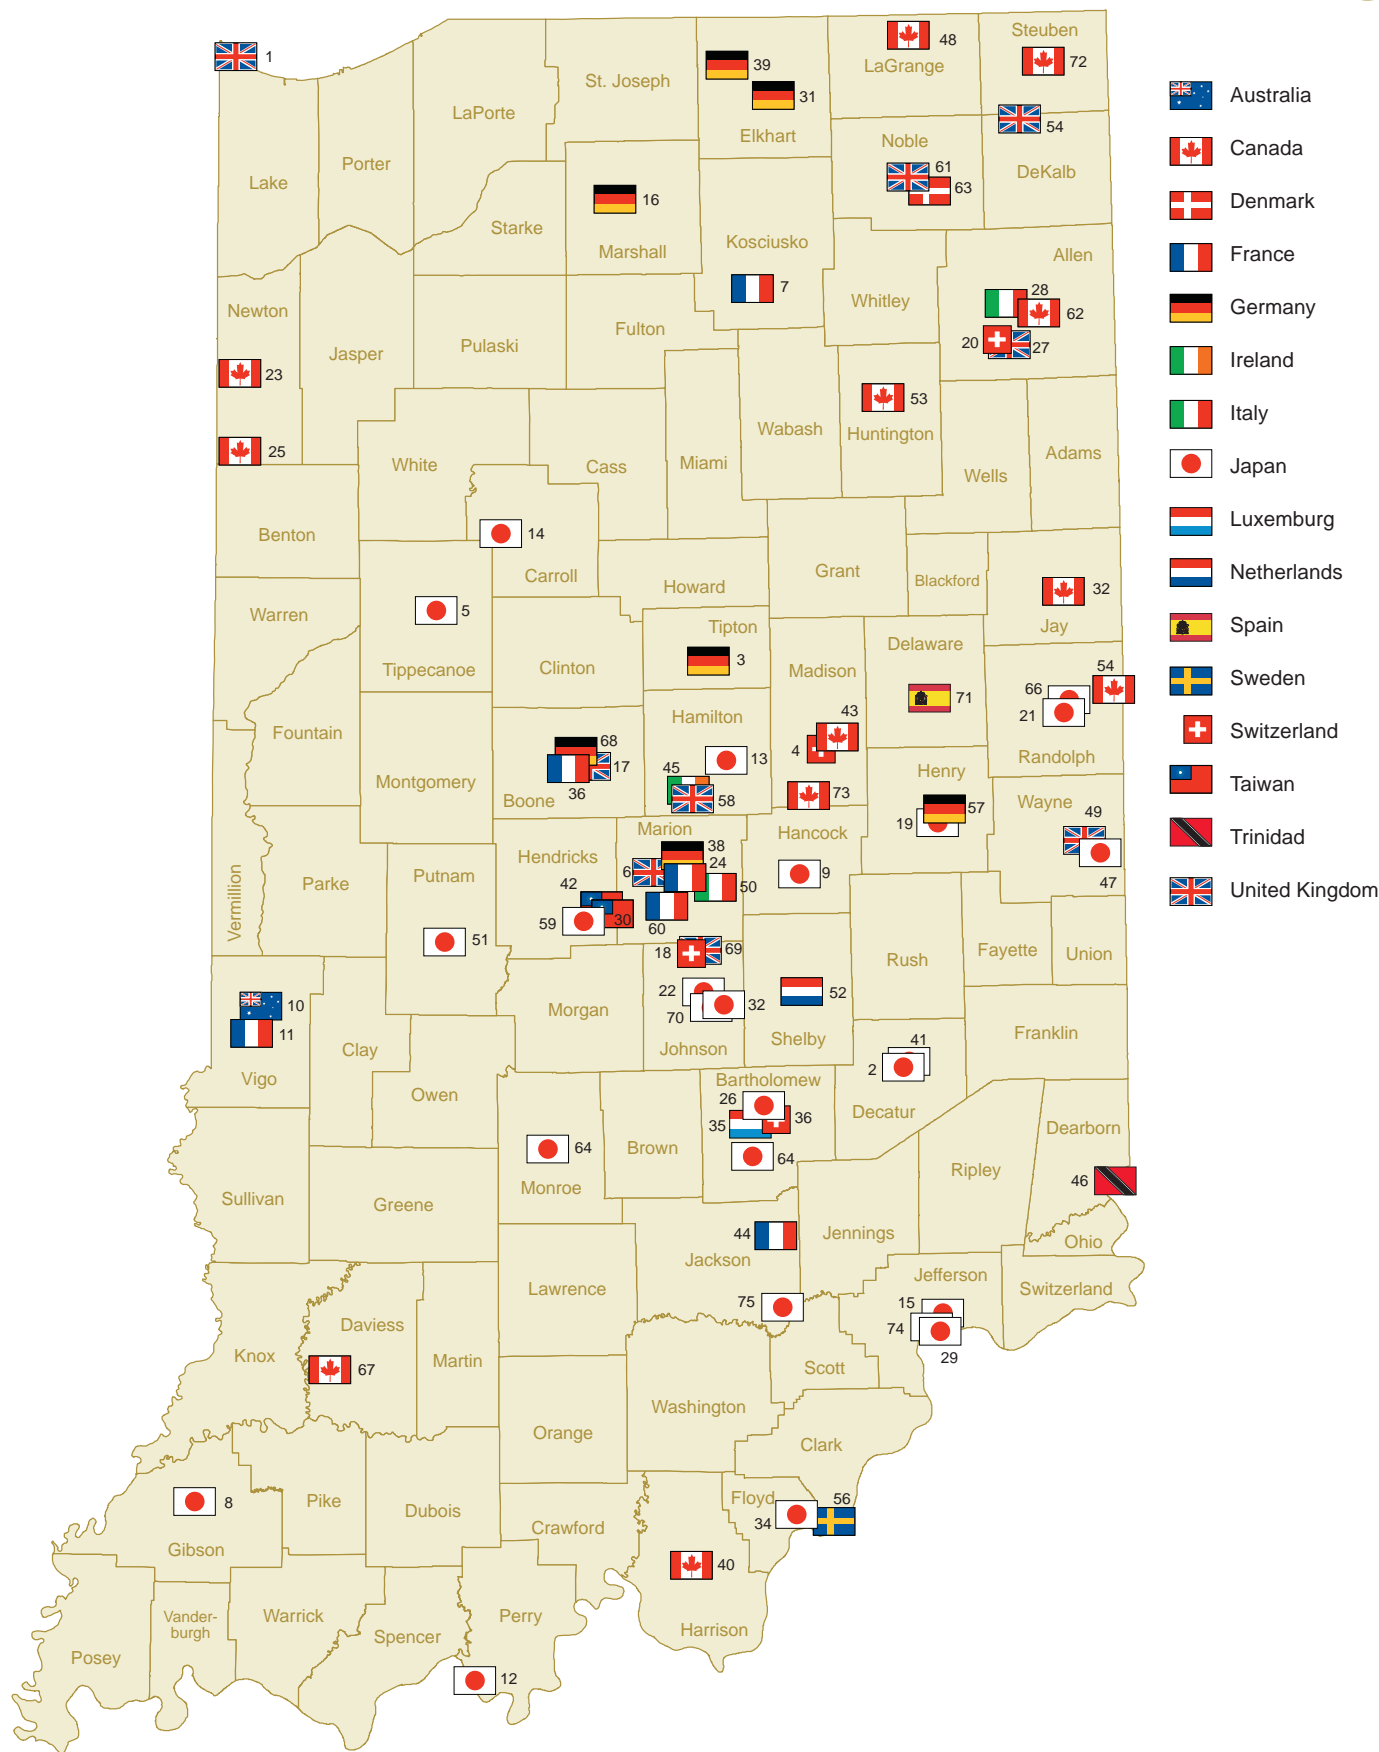 Steuben
1
48
LaGrange
72
39
St. Joseph
31
LaPorte
54
Elkhart
Noble
Porter
61
DeKalb
Lake
63
16
Starke
Kosciusko
Marshall
Allen
7
28
Whitley
Newton
62
Fulton
20
27
Pulaski
Jasper
23
53
Wabash
Huntington
25
Adams
White
Cass
Miami
Wells
14
Benton
Grant
Carroll
Blackford
Howard
32
5
Warren
Tipton
Jay
Delaware
3
Clinton
Madison
54
Tippecanoe
66
71
43
21
Hamilton
Fountain
68
4
13
Randolph
17
45
Henry
Montgomery
36
73
58
Boone
Wayne
57
49
Marion
19
Hancock
38
Hendricks
24
6
9
47
Putnam
42
50
Parke
Vermillion
59
30
60
51
18
69
Fayette
Union
Rush
22
32
52
10
70
Morgan
11
Franklin
Shelby
Clay
Johnson
41
2
Vigo
Bartholomew
Owen
26
Decatur
36
35
Dearborn
64
Brown
64
Ripley
46
Monroe
Sullivan
Greene
44
Jennings
Ohio
Jackson
Jefferson
Lawrence
Switzerland
75
15
Daviess
74
Knox
Martin
29
67
Scott
Washington
Orange
Clark
Floyd
56
8
Pike
Dubois
34
Crawford
Gibson
40
Vander-
burgh
Warrick
Perry
Harrison
Spencer
Posey
12
Australia
Canada
Denmark
France
Germany
Ireland
Italy
Japan
Luxemburg
Netherlands
Spain
Sweden
Switzerland
Taiwan
Trinidad
United Kingdom